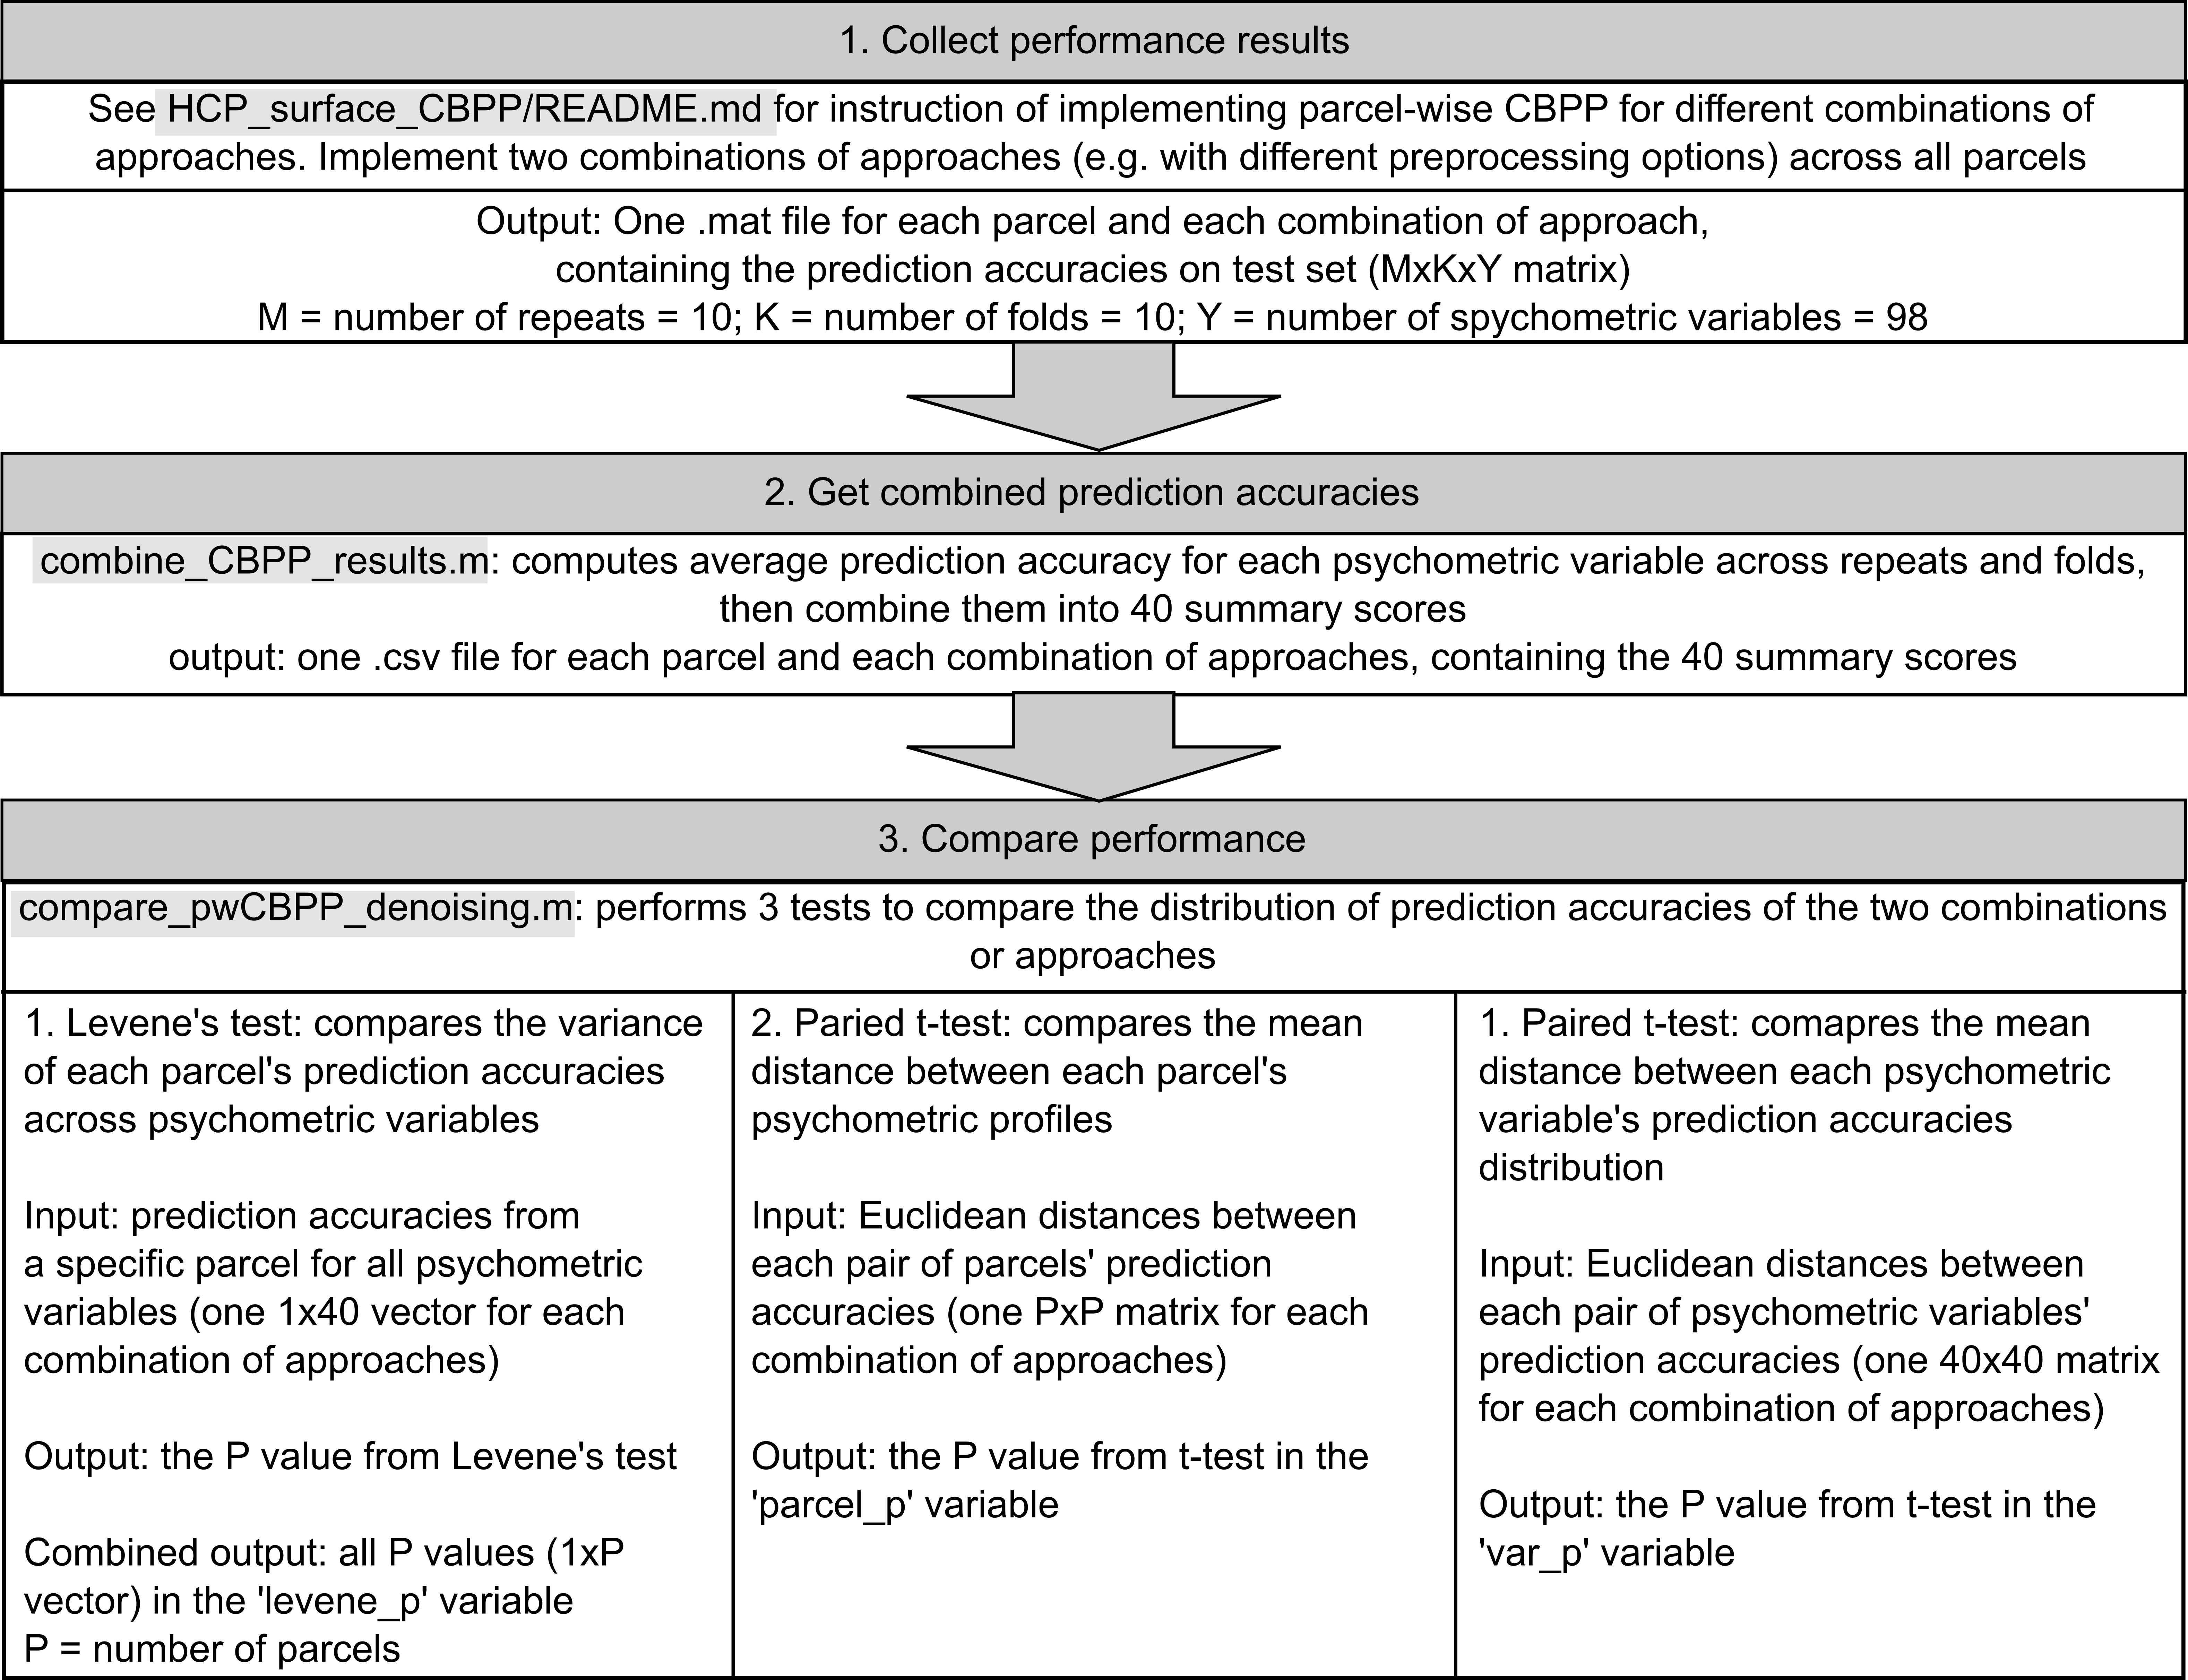 1. Collect performance results
See HCP_surface_CBPP/README.md for instruction of implementing parcel-wise CBPP for different combinations of
approaches. Implement two combinations of approaches (e.g. with different preprocessing options) across all parcels
Output: One .mat file for each parcel and each combination of approach,
containing the prediction accuracies on test set (MxKxY matrix)
M = number of repeats = 10; K = number of folds = 10; Y = number of spychometric variables = 98
2. Get combined prediction accuracies
combine_CBPP_results.m: computes average prediction accuracy for each psychometric variable across repeats and folds,
then combine them into 40 summary scores
output: one .csv file for each parcel and each combination of approaches, containing the 40 summary scores
3. Compare performance
compare_pwCBPP_denoising.m: performs 3 tests to compare the distribution of prediction accuracies of the two combinations
or approaches
1. Levene's test: compares the variance
of each parcel's prediction accuracies
across psychometric variables
Input: prediction accuracies from
a specific parcel for all psychometric
variables (one 1x40 vector for each
combination of approaches)
Output: the P value from Levene's test
Combined output: all P values (1xP
vector) in the 'levene_p' variable
P = number of parcels
2. Paried t-test: compares the mean
distance between each parcel's
psychometric profiles
Input: Euclidean distances between
each pair of parcels' prediction
accuracies (one PxP matrix for each
combination of approaches)
Output: the P value from t-test in the
'parcel_p' variable
1. Paired t-test: comapres the mean
distance between each psychometric
variable's prediction accuracies
distribution
Input: Euclidean distances between
each pair of psychometric variables'
prediction accuracies (one 40x40 matrix
for each combination of approaches)
Output: the P value from t-test in the
'var_p' variable